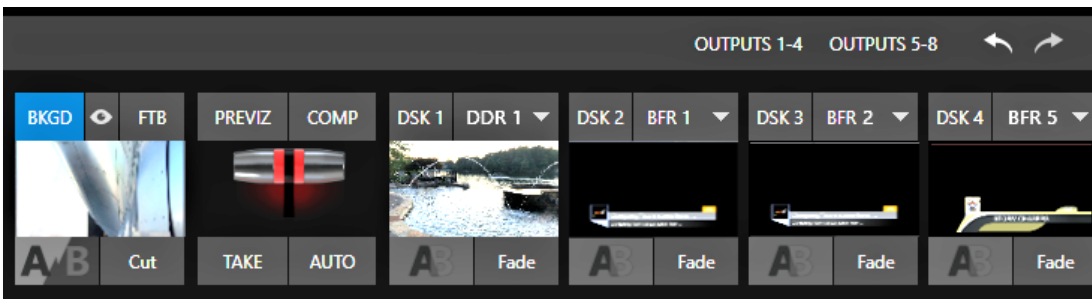 OUTPUTS 1-4 OUTPUTS 5-8
BKGD FTB PREVIZ COMP DSK 1 DDR 1 DSK 2 BFR 1 DSK 3 BFR 2 DSK 4 BFR 5
A/B Cut TAKE AUTO AB Fade AB Fade AB Fade AB Fade